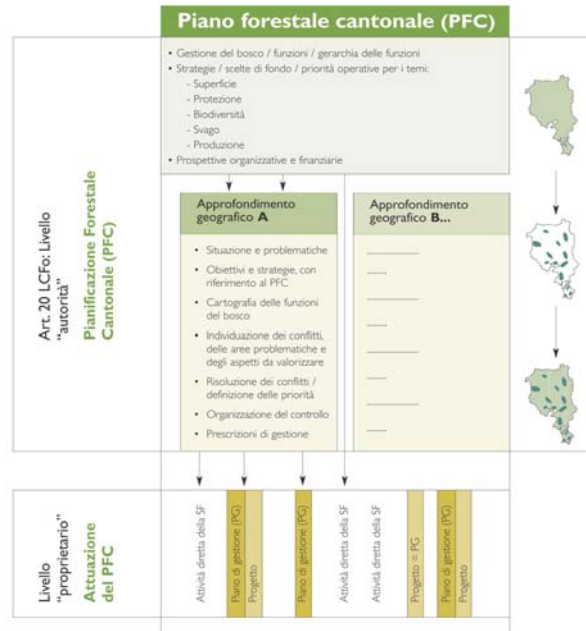 Piano forestale cantonale (PFC)
• Gestione del bosco / funzioni / gerarchia delle funzioni
• Strategie / scelte di fondo / priorità operative per i temi:
- Superficie
- Protezione
- Biodiversità
- Svago
- Produzione
• Prospettive organizzative e finanziarie
Art. 20 LCFo: Livello
"autorità"
Pianificazione Forestale
Cantonale (PFC)
Approfondimento
geografico A
• Situazione e problematiche
• Obiettivi e strategie, con
riferimento al PFC
• Cartografia delle funzioni
del bosco
• Individuazione dei conflitti,
delle aree problematiche e
degli aspetti da valorizzare
• Risoluzione dei conflitti /
definizione delle priorità
• Organizzazione del controllo
• Prescrizioni di gestione
Approfondimento
geografico B...
Livello
"proprietario"
Attuazione
del PFC
Attività diretta della SF
Piano di gestione (PG)
Progetto
Piano di gestione (PG)
Attività diretta della SF
Attività diretta della SF
Progetto = PG
Piano di gestione (PG)
Progetto